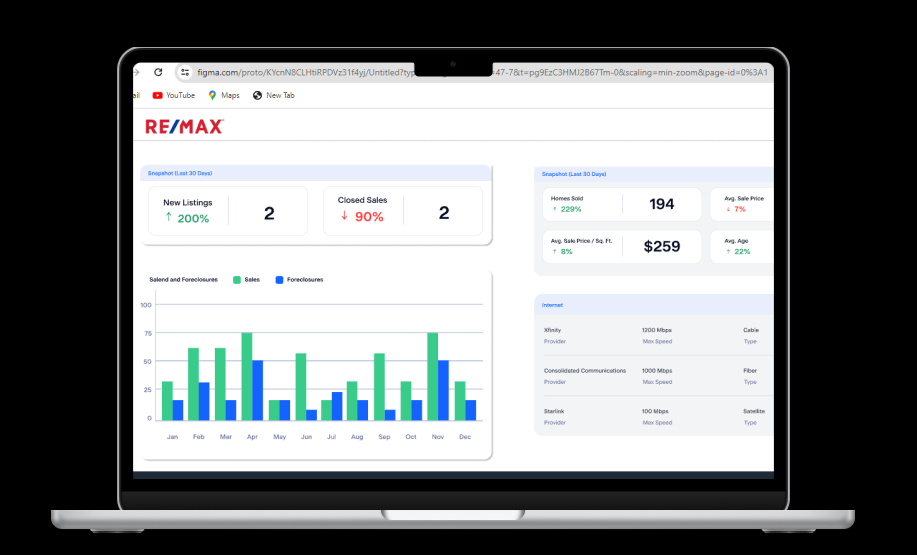 figma.com/proto/KYcnN8CLHtiRPDVz31f4yj/Untitled?typ =47-7&t=pg9EzC3HMJ2B67Tm-0&scaling=min-zoom&page-id=0%3A1
ail YouTube Maps New Tab
RE/MAX
Snapshot (Last 30 Days)
New Listings
↑ 200%
2
Closed Sales
↓ 90%
2
Salend and Foreclosures Sales Foreclosures
100
75
50
25
0
Jan Feb Mar Apr May Jun Jul Aug Sep Oct Nov Dec
Snapshot (Last 30 Days)
Homes Sold
↑ 229%
194
Avg. Sale Price
↓ 7%
Avg. Sale Price / Sq. Ft.
↑ 8%
$259
Avg. Age
↑ 22%
Internet
Xfinity 1200 Mbps Cable
Provider Max Speed Type
Consolidated Communications 1000 Mbps Fiber
Provider Max Speed Type
Starlink 100 Mbps Satellite
Provider Max Speed Type